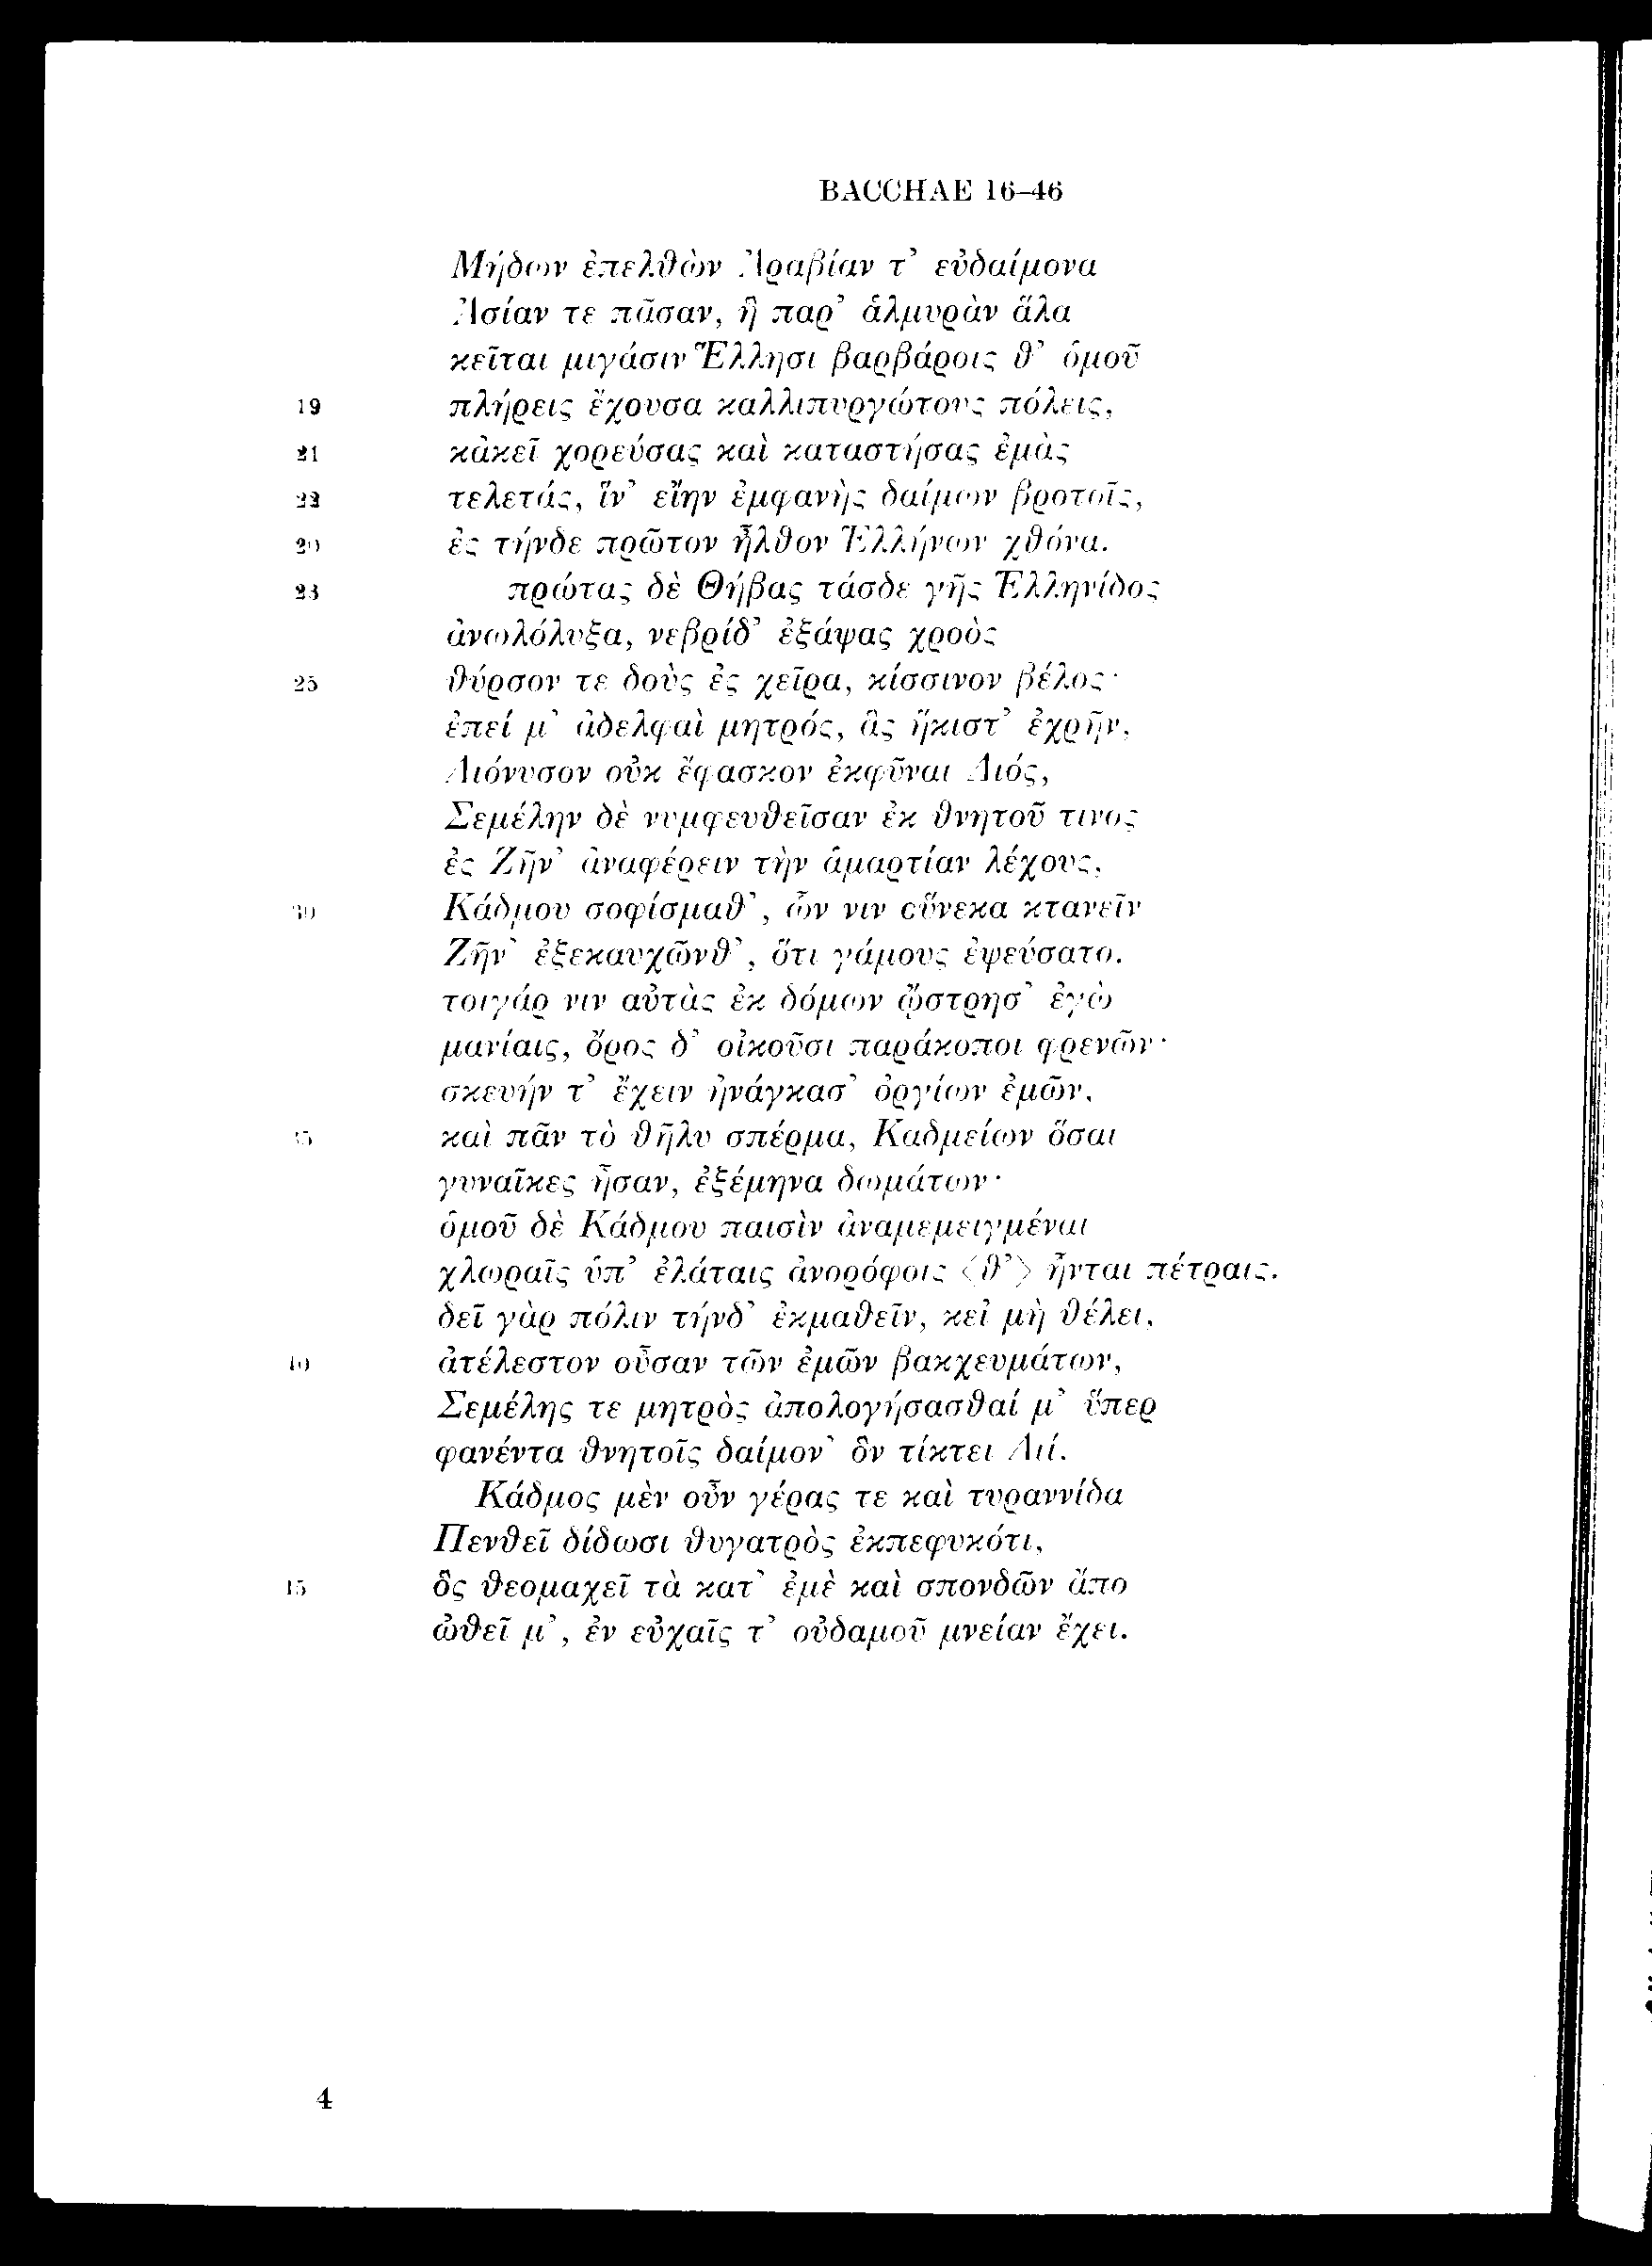 BACCHAE 16–46
Μήδων ἐπελθὼν Ἀραβίαν τ’ εὐδαίμονα
Ἀσίαν τε πᾶσαν, ἣ παρ’ ἁλμυρὰν ἅλα
κεῖται μιγάσιν Ἕλλησι βαρβάροις θ’ ὁμοῦ
19 πλήρεις ἔχουσα καλλιπυργώτους πόλεις,
21 κἀκεῖ χορεύσας καὶ καταστήσας ἐμὰς
22 τελετάς, ἵν’ εἴην ἐμφανὴς δαίμων βροτοῖς,
20 ἐς τήνδε πρῶτον ἦλθον Ἑλλήνων χθόνα.
23 πρώτας δὲ Θήβας τάσδε γῆς Ἑλληνίδος
ἀνωλόλυξα, νεβρίδ’ ἐξάψας χροὸς
25 θύρσον τε δοὺς ἐς χεῖρα, κίσσινον βέλος·
ἐπεί μ’ ἀδελφαὶ μητρός, ἃς ἥκιστ’ ἐχρῆν,
Διόνυσον οὐκ ἔφασκον ἐκφῦναι Διός,
Σεμέλην δὲ νυμφευθεῖσαν ἐκ θνητοῦ τινος
ἐς Ζῆν’ ἀναφέρειν τὴν ἁμαρτίαν λέχους,
30 Κάδμου σοφίσμαθ’, ὧν νιν οὕνεκα κτανεῖν
Ζῆν’ ἐξεκαυχῶνθ’, ὅτι γάμους ἐψεύσατο.
τοιγάρ νιν αὐτὰς ἐκ δόμων ᾤστρησ’ ἐγὼ
μανίαις, ὄρος δ’ οἰκοῦσι παράκοποι φρενῶν·
σκευήν τ’ ἔχειν ἠνάγκασ’ ὀργίων ἐμῶν,
35 καὶ πᾶν τὸ θῆλυ σπέρμα, Καδμείων ὅσαι
γυναῖκες ἦσαν, ἐξέμηνα δωμάτων·
ὁμοῦ δὲ Κάδμου παισὶν ἀναμεμειγμέναι
χλωραῖς ὑπ’ ἐλάταις ἀνορόφοις ⟨θ’⟩ ἧνται πέτραις.
δεῖ γὰρ πόλιν τήνδ’ ἐκμαθεῖν, κεἰ μὴ θέλει,
40 ἀτέλεστον οὖσαν τῶν ἐμῶν βακχευμάτων,
Σεμέλης τε μητρὸς ἀπολογήσασθαί μ’ ὕπερ
φανέντα θνητοῖς δαίμον’ ὃν τίκτει Διί.
Κάδμος μὲν οὖν γέρας τε καὶ τυραννίδα
Πενθεῖ δίδωσι θυγατρὸς ἐκπεφυκότι,
45 ὃς θεομαχεῖ τὰ κατ’ ἐμὲ καὶ σπονδῶν ἄπο
ὠθεῖ μ’, ἐν εὐχαῖς τ’ οὐδαμοῦ μνείαν ἔχει.
4